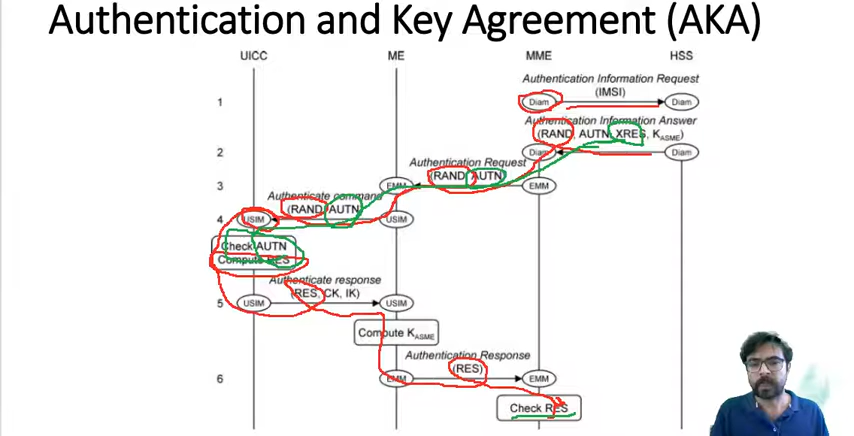 Authentication and Key Agreement (AKA)
UICC ME MME HSS
Authentication Information Request
(IMSI)
1 Diam Diam
Authentication Information Answer
(RAND, AUTN, XRES, KASME)
2 Diam Diam
Authentication Request
(RAND, AUTN)
3 EMM EMM
Authenticate command
(RAND, AUTN)
4 USIM USIM
Check AUTN
Compute RES
Authenticate response
(RES, CK, IK)
5 USIM USIM
Compute KASME
Authentication Response
(RES)
6 EMM EMM
Check RES